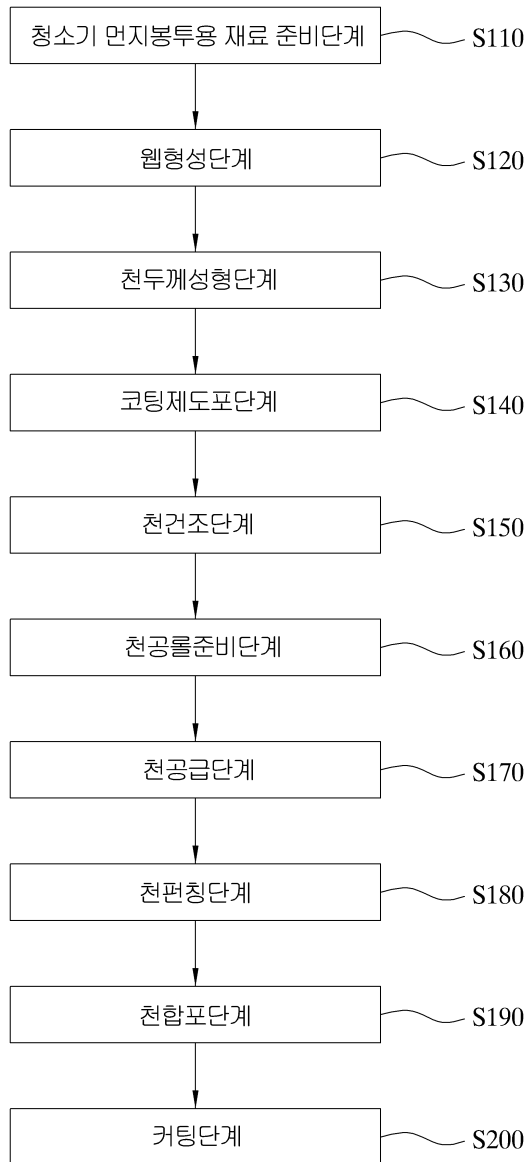 청소기 먼지봉투용 재료 준비단계 S110
웹형성단계 S120
천두께성형단계 S130
코팅제도포단계 S140
천건조단계 S150
천공롤준비단계 S160
천공급단계 S170
천펀칭단계 S180
천합포단계 S190
커팅단계 S200